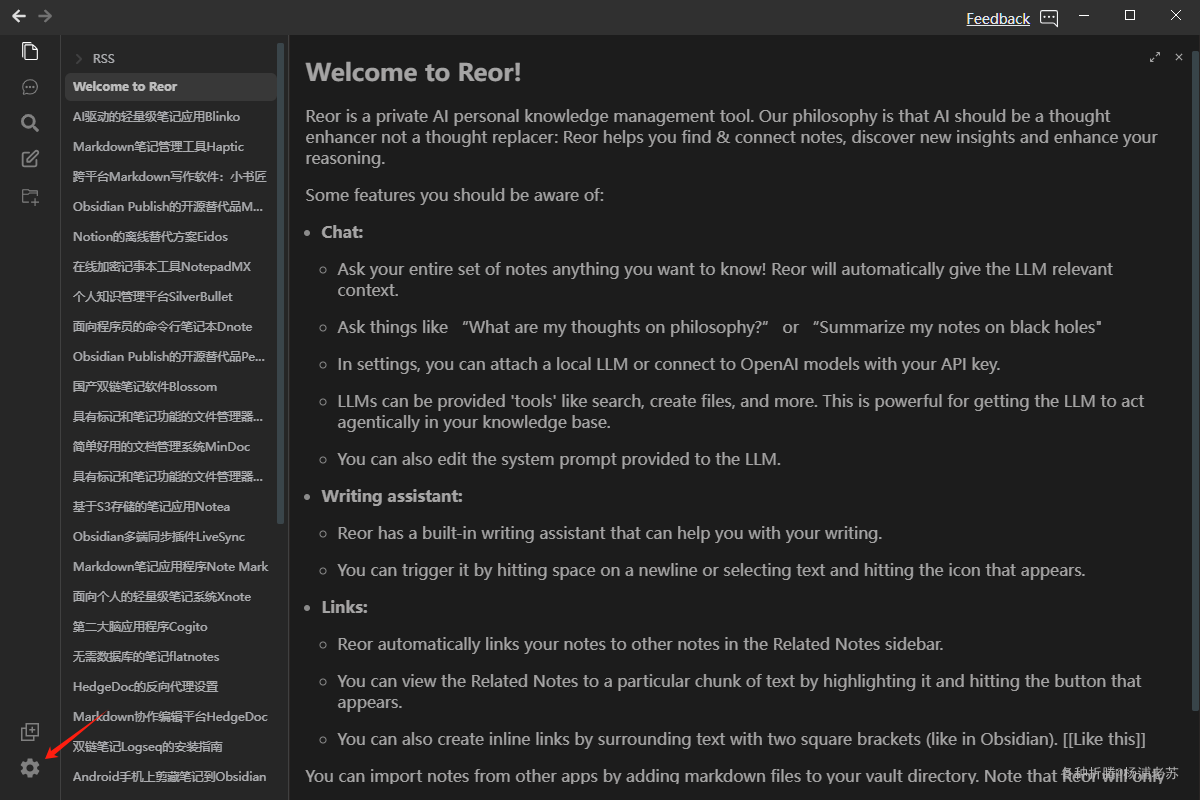 Feedback
RSS
Welcome to Reor
AI驱动的轻量级笔记应用Blinko
Markdown笔记管理工具Haptic
跨平台Markdown写作软件：小书匠
Obsidian Publish的开源替代品M...
Notion的离线替代方案Eidos
在线加密记事本工具NotepadMX
个人知识管理平台SilverBullet
面向程序员的命令行笔记本Dnote
Obsidian Publish的开源替代品Pe...
国产双链笔记软件Blossom
具有标记和笔记功能的文件管理器...
简单好用的文档管理系统MinDoc
具有标记和笔记功能的文件管理器...
基于S3存储的笔记应用Notea
Obsidian多端同步插件LiveSync
Markdown笔记应用程序Note Mark
面向个人的轻量级笔记系统Xnote
第二大脑应用程序Cogito
无需数据库的笔记flatnotes
HedgeDoc的反向代理设置
Markdown协作编辑平台HedgeDoc
双链笔记Logseq的安装指南
Android手机上剪藏笔记到Obsidian
Welcome to Reor!
Reor is a private AI personal knowledge management tool. Our philosophy is that AI should be a thought
enhancer not a thought replacer: Reor helps you find & connect notes, discover new insights and enhance your
reasoning.
Some features you should be aware of:
• Chat:
◦ Ask your entire set of notes anything you want to know! Reor will automatically give the LLM relevant
context.
◦ Ask things like “What are my thoughts on philosophy?“ or “Summarize my notes on black holes"
◦ In settings, you can attach a local LLM or connect to OpenAI models with your API key.
◦ LLMs can be provided 'tools' like search, create files, and more. This is powerful for getting the LLM to act
agentically in your knowledge base.
◦ You can also edit the system prompt provided to the LLM.
• Writing assistant:
◦ Reor has a built-in writing assistant that can help you with your writing.
◦ You can trigger it by hitting space on a newline or selecting text and hitting the icon that appears.
• Links:
◦ Reor automatically links your notes to other notes in the Related Notes sidebar.
◦ You can view the Related Notes to a particular chunk of text by highlighting it and hitting the button that
appears.
◦ You can also create inline links by surrounding text with two square brackets (like in Obsidian). [[Like this]]
You can import notes from other apps by adding markdown files to your vault directory. Note that Reor will only
各种折腾@杨浦老苏